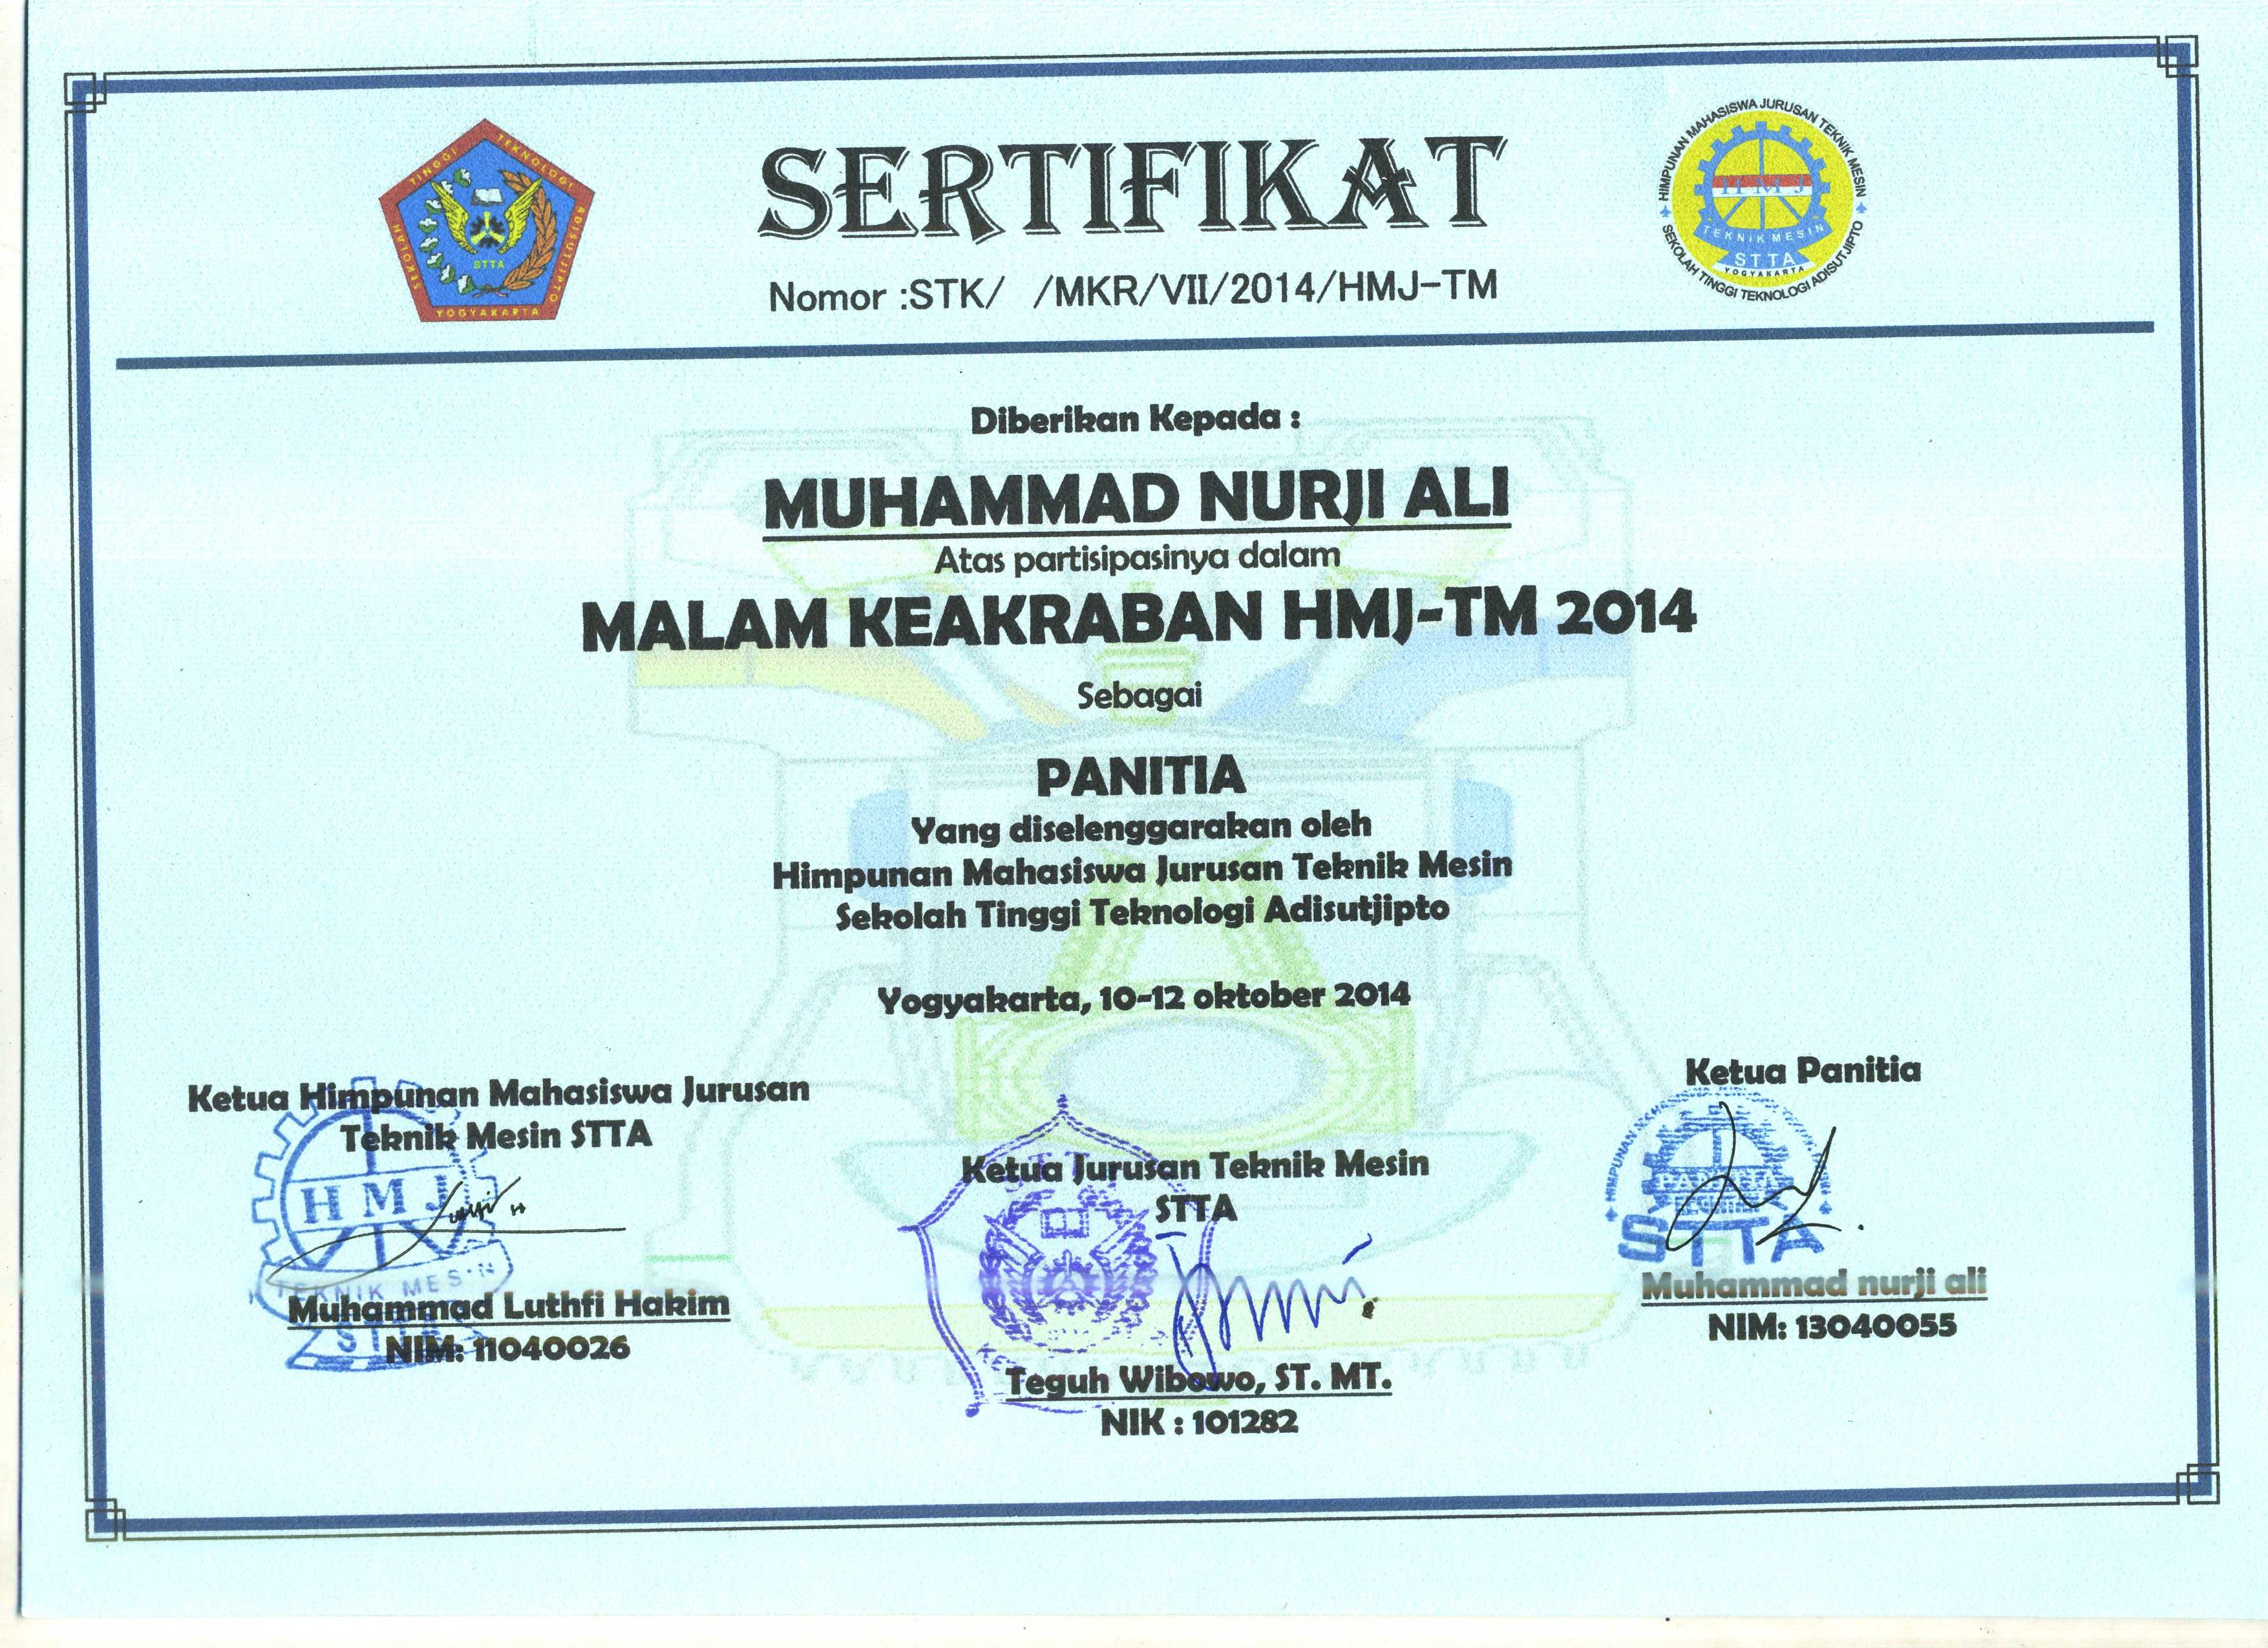 SEKOLAH TINGGI TEKNOLOGI ADISUTJIPTO
STTA
YOGYAKARTA
SERTIFIKAT
Nomor :STK/ /MKR/VII/2014/HMJ-TM
HIMPUNAN MAHASISWA JURUSAN TEKNIK MESIN
HMJ
TEKNIK MESIN
STTA
YOGYAKARTA
SEKOLAH TINGGI TEKNOLOGI ADISUTJIPTO
Diberikan Kepada :
MUHAMMAD NURJI ALI
Atas partisipasinya dalam
MALAM KEAKRABAN HMJ-TM 2014
Sebagai
PANITIA
Yang diselenggarakan oleh
Himpunan Mahasiswa Jurusan Teknik Mesin
Sekolah Tinggi Teknologi Adisutjipto
Yogyakarta, 10-12 oktober 2014
Ketua Himpunan Mahasiswa Jurusan
Teknik Mesin STTA
HMJ
TEKNIK MESIN
STTA
Muhammad Luthfi Hakim
NIM: 11040026
Ketua Jurusan Teknik Mesin
STTA
Teguh Wibowo, ST. MT.
NIK : 101282
Ketua Panitia
HIMPUNAN
PANITIA
STTA
Muhammad nurji ali
NIM: 13040055